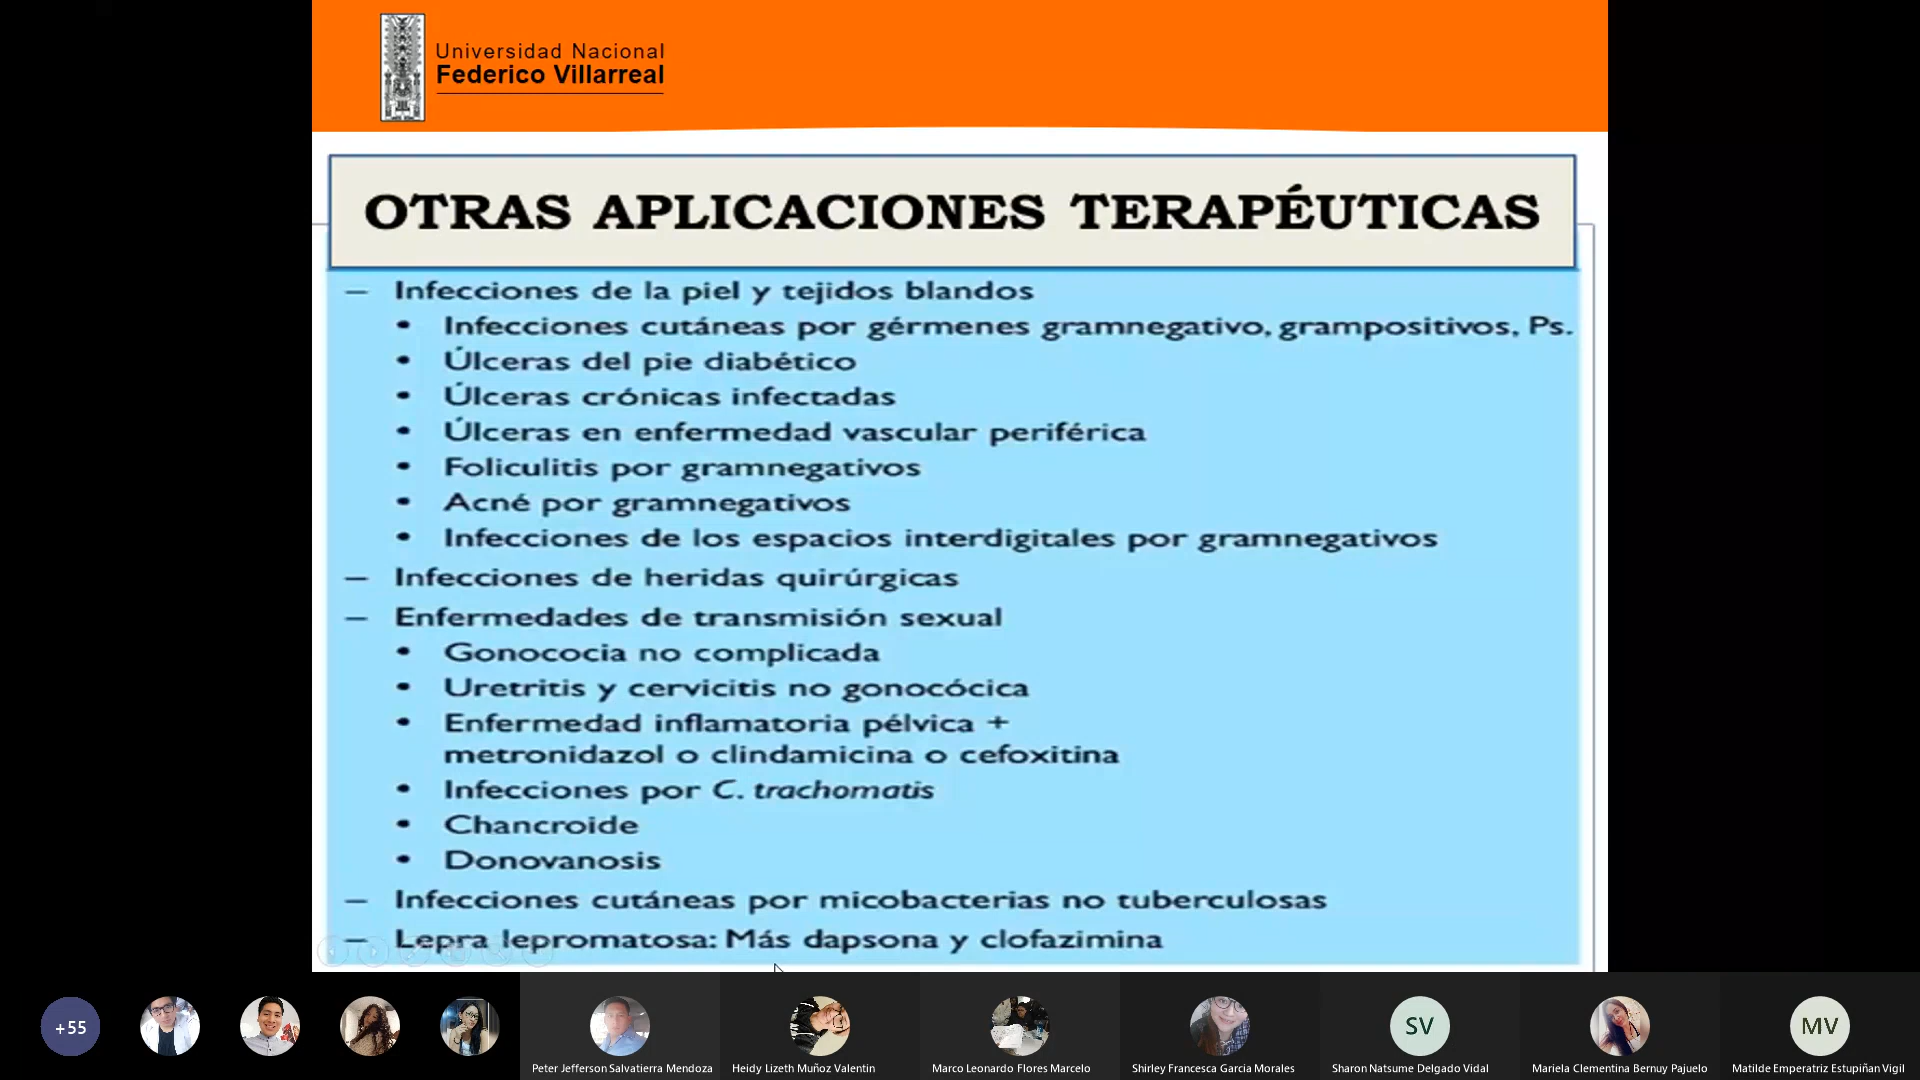 Universidad Nacional
Federico Villarreal
OTRAS APLICACIONES TERAPÉUTICAS
– Infecciones de la piel y tejidos blandos
• Infecciones cutáneas por gérmenes gramnegativo, grampositivos, Ps.
• Úlceras del pie diabético
• Úlceras crónicas infectadas
• Úlceras en enfermedad vascular periférica
• Foliculitis por gramnegativos
• Acné por gramnegativos
• Infecciones de los espacios interdigitales por gramnegativos
– Infecciones de heridas quirúrgicas
– Enfermedades de transmisión sexual
• Gonococia no complicada
• Uretritis y cervicitis no gonocócica
• Enfermedad inflamatoria pélvica +
metronidazol o clindamicina o cefoxitina
• Infecciones por C. trachomatis
• Chancroide
• Donovanosis
– Infecciones cutáneas por micobacterias no tuberculosas
– Lepra lepromatosa: Más dapsona y clofazimina
+55
SV
MV
Peter Jefferson Salvatierra Mendoza
Heidy Lizeth Muñoz Valentin
Marco Leonardo Flores Marcelo
Shirley Francesca Garcia Morales
Sharon Natsume Delgado Vidal
Mariela Clementina Bernuy Pajuelo
Matilde Emperatriz Estupiñan Vigil